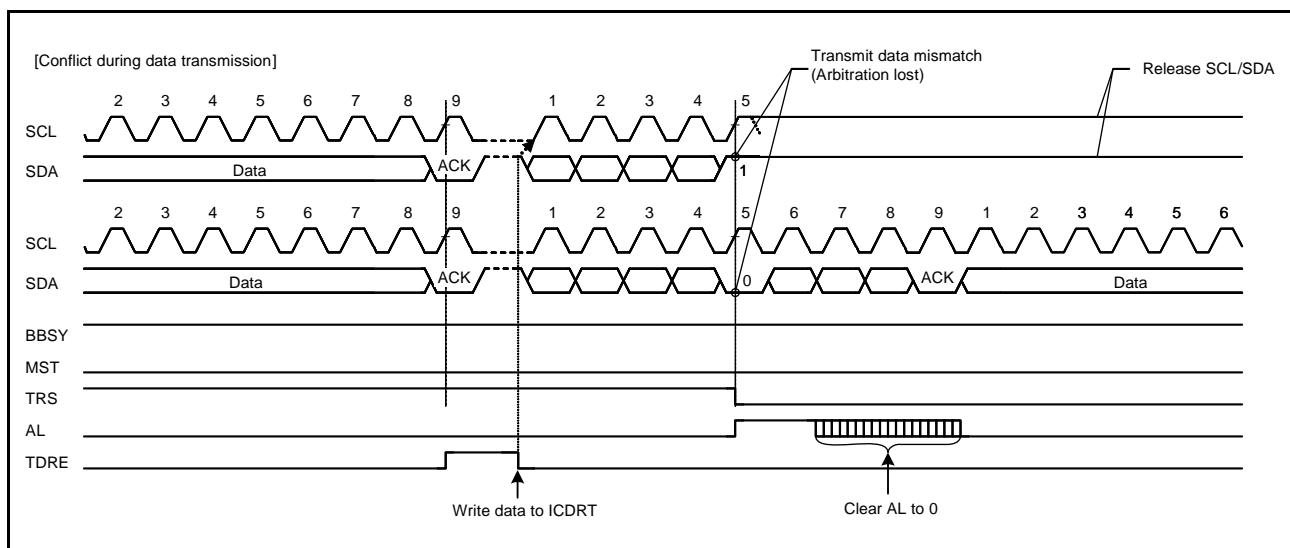 [Conflict during data transmission]
Transmit data mismatch
(Arbitration lost)
Release SCL/SDA
2 3 4 5 6 7 8 9 1 2 3 4 5
SCL
SDA Data ACK 1
2 3 4 5 6 7 8 9 1 2 3 4 5 6 7 8 9 1 2 3 4 5 6
SCL
SDA Data ACK 0 ACK Data
BBSY
MST
TRS
AL
TDRE
Write data to ICDRT Clear AL to 0